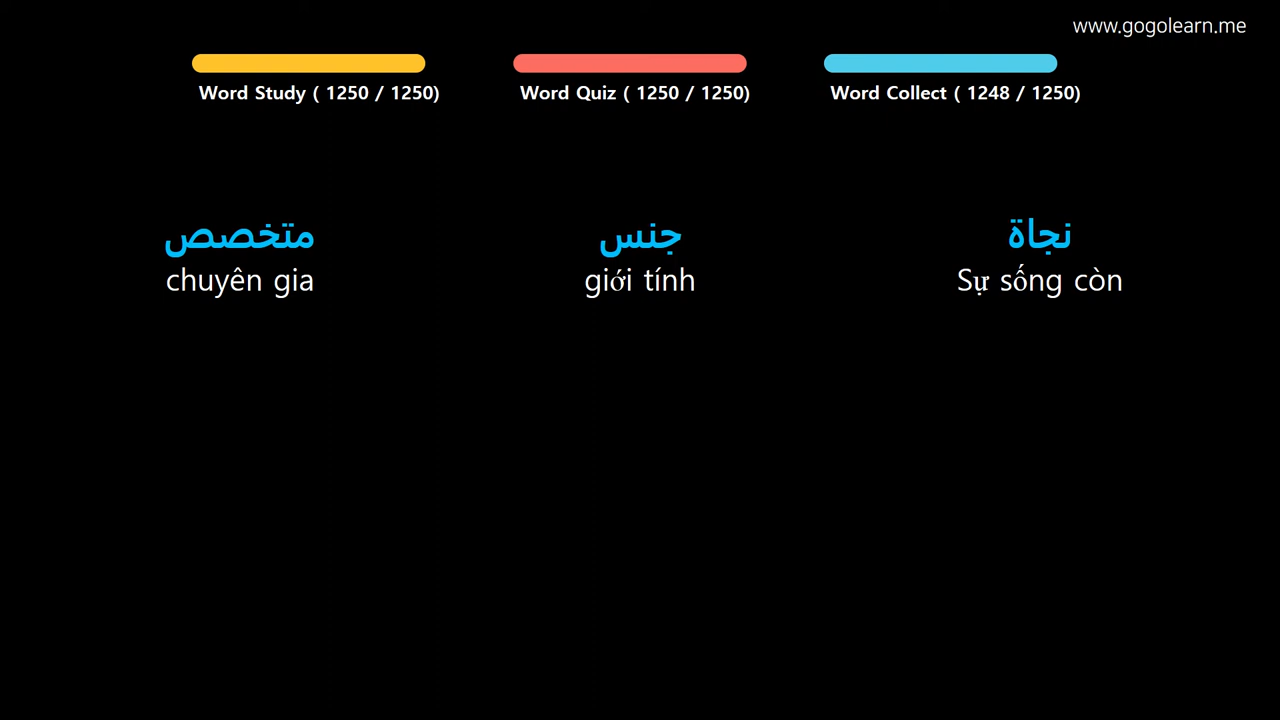 www.gogolearn.me
Word Study ( 1250 / 1250)
Word Quiz ( 1250 / 1250)
Word Collect ( 1248 / 1250)
متخصص
chuyên gia
جنس
giới tính
نجاة
Sự sống còn